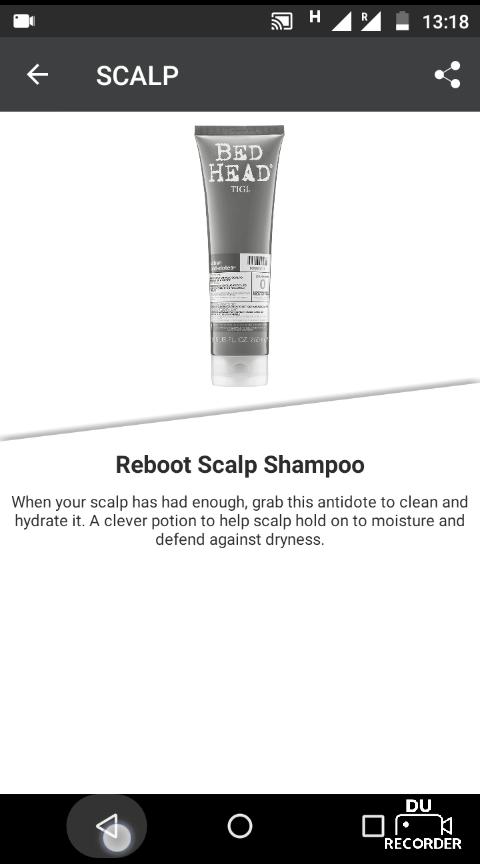 H R 13:18
SCALP
BED
HEAD
TIGI
Reboot Scalp Shampoo
When your scalp has had enough, grab this antidote to clean and
hydrate it. A clever potion to help scalp hold on to moisture and
defend against dryness.
DU
RECORDER